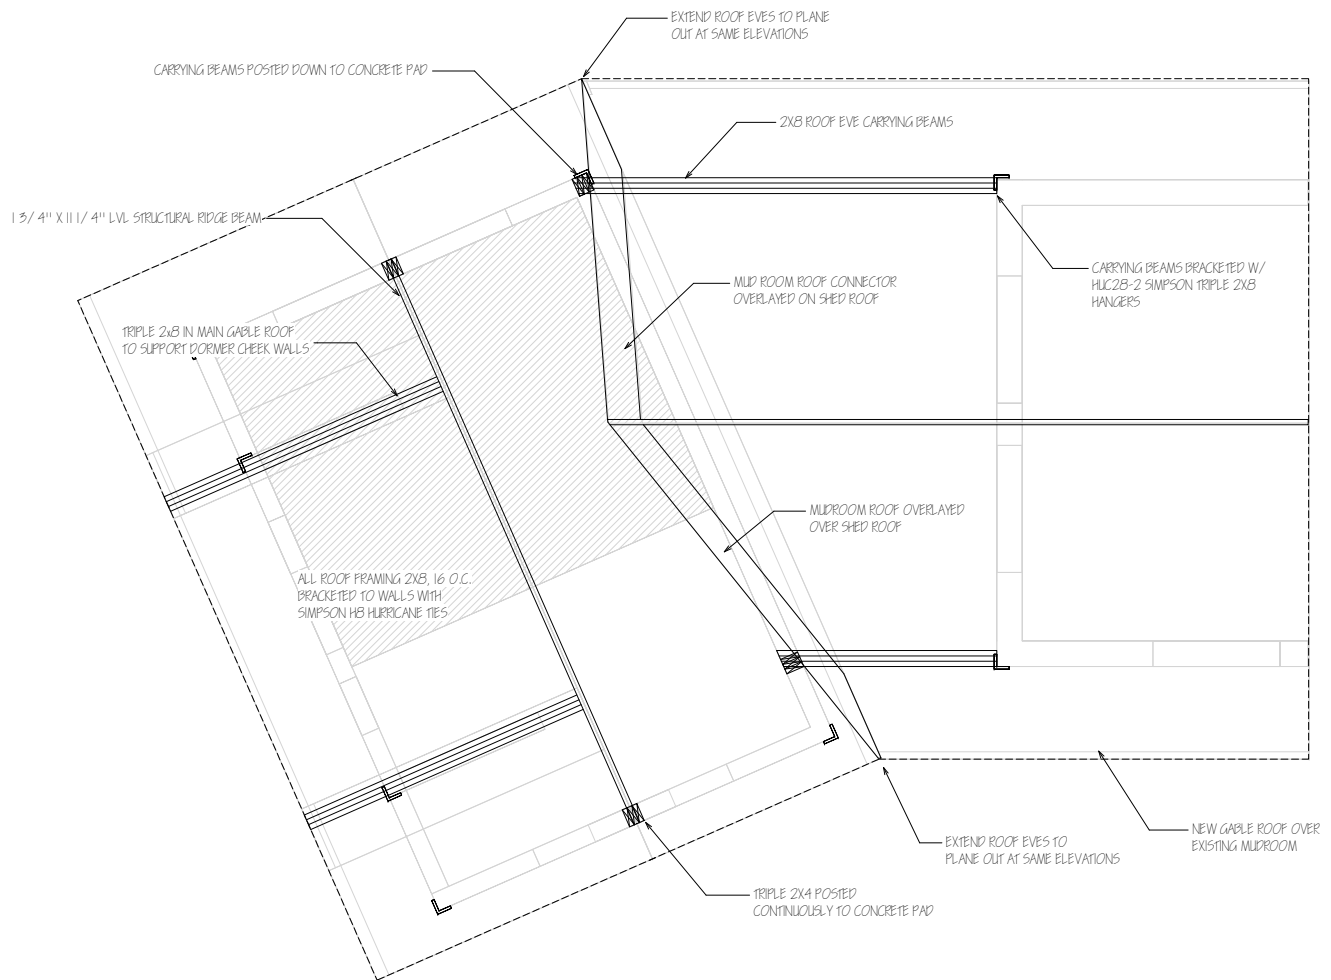 EXTEND ROOF EVES TO PLANE
OUT AT SAME ELEVATIONS
CARRYING BEAMS POSTED DOWN TO CONCRETE PAD
2X8 ROOF EVE CARRYING BEAMS
1 3/4" X 11 1/4" LVL STRUCTURAL RIDGE BEAM
MUD ROOM ROOF CONNECTOR
OVERLAYED ON SHED ROOF
CARRYING BEAMS BRACKETED W/
HUC28-2 SIMPSON TRIPLE 2X8
HANGERS
TRIPLE 2x8 IN MAIN GABLE ROOF
TO SUPPORT DORMER CHEEK WALLS
MUDROOM ROOF OVERLAYED
OVER SHED ROOF
ALL ROOF FRAMING 2X8, 16 O.C.
BRACKETED TO WALLS WITH
SIMPSON H8 HURRICANE TIES
NEW GABLE ROOF OVER
EXISTING MUDROOM
EXTEND ROOF EVES TO
PLANE OUT AT SAME ELEVATIONS
TRIPLE 2X4 POSTED
CONTINUOUSLY TO CONCRETE PAD